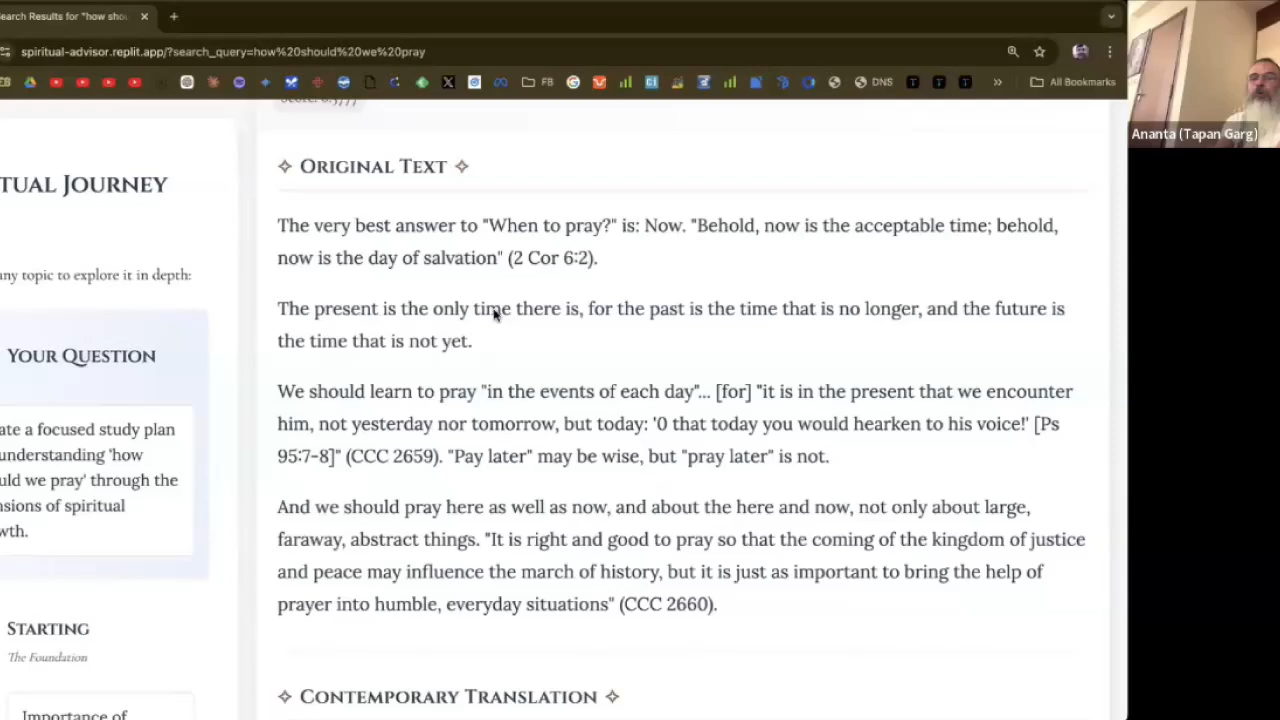 earch Results for "how shou
spiritual-advisor.replit.app/?search_query=how%20should%20we%20pray
FB
DNS
All Bookmarks
Ananta (Tapan Garg)
TUAL JOURNEY
any topic to explore it in depth:
YOUR QUESTION
ate a focused study plan
understanding 'how
uld we pray' through the
nsions of spiritual
wth.
STARTING
The Foundation
Importance of
ORIGINAL TEXT
The very best answer to "When to pray?" is: Now. "Behold, now is the acceptable time; behold,
now is the day of salvation" (2 Cor 6:2).
The present is the only time there is, for the past is the time that is no longer, and the future is
the time that is not yet.
We should learn to pray "in the events of each day"... [for] "it is in the present that we encounter
him, not yesterday nor tomorrow, but today: '0 that today you would hearken to his voice!' [Ps
95:7-8]" (CCC 2659). "Pay later" may be wise, but "pray later" is not.
And we should pray here as well as now, and about the here and now, not only about large,
faraway, abstract things. "It is right and good to pray so that the coming of the kingdom of justice
and peace may influence the march of history, but it is just as important to bring the help of
prayer into humble, everyday situations" (CCC 2660).
CONTEMPORARY TRANSLATION